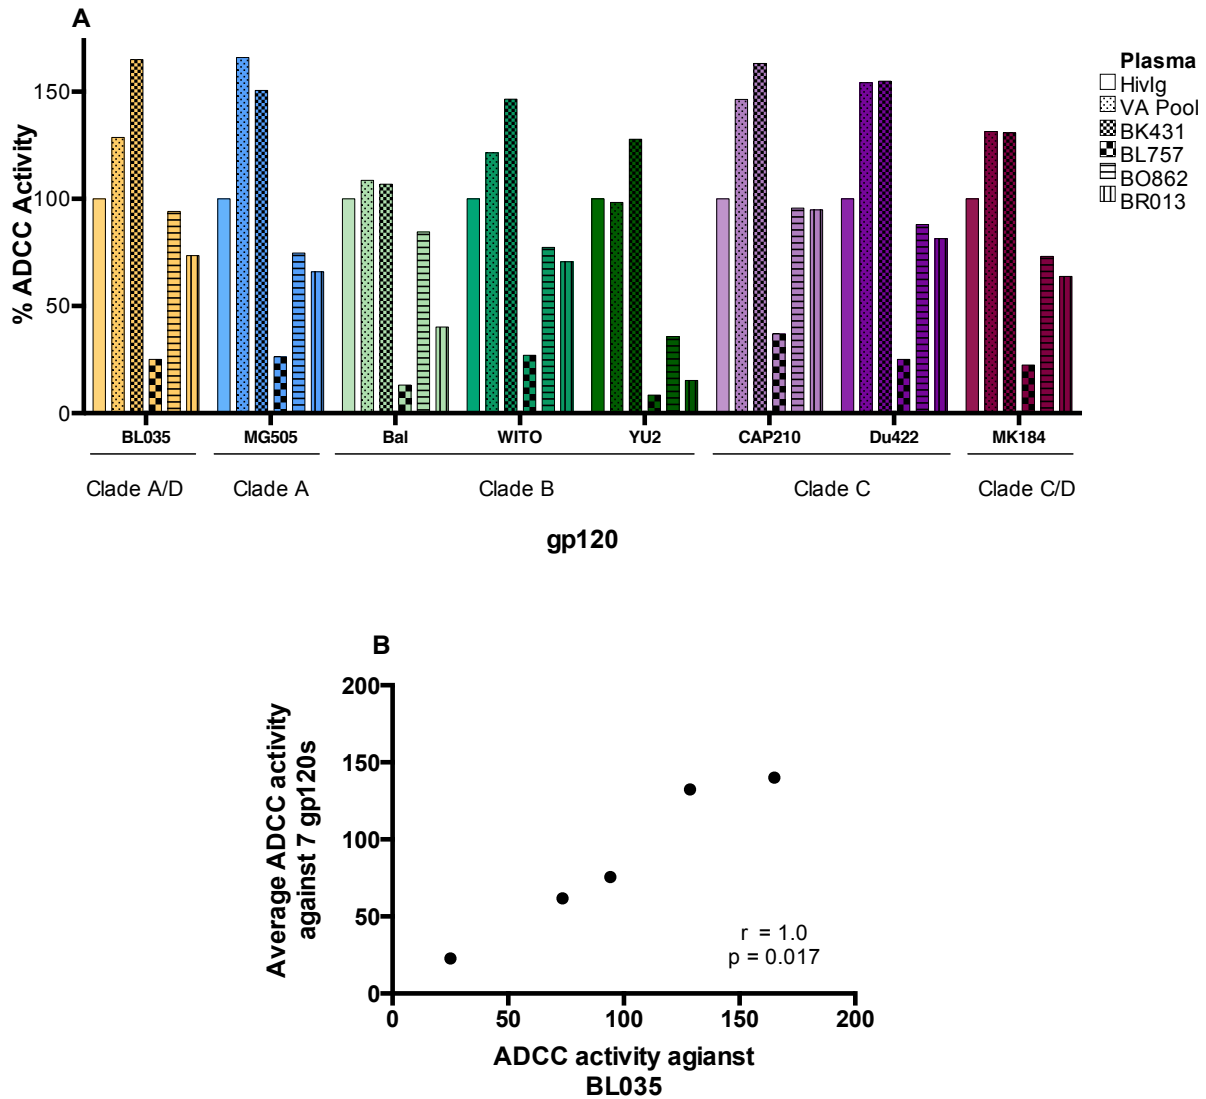 A
% ADCC Activity
150
100
50
0
Plasma
HivIg
VA Pool
BK431
BL757
BO862
BR013
BL035 MG505 Bal WITO YU2 CAP210 Du422 MK184
Clade A/D Clade A Clade B Clade C Clade C/D
gp120
B
Average ADCC activity
against 7 gp120s
200
150
100
50
0
r = 1.0
p = 0.017
0 50 100 150 200
ADCC activity agianst
BL035